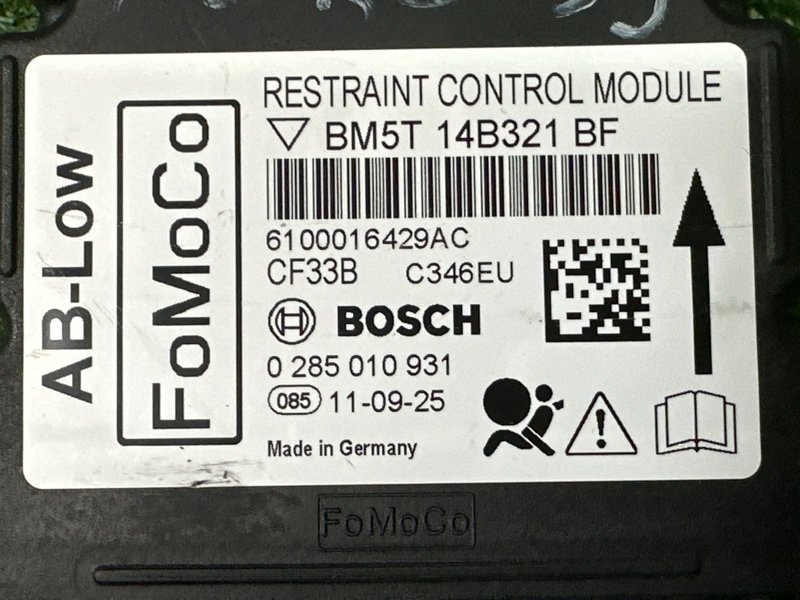 RESTRAINT CONTROL MODULE
BM5T 14B321 BF
6100016429AC
CF33B C346EU
BOSCH
0 285 010 931
085 11-09-25
Made in Germany
AB-Low
FoMoCo
FoMoCo